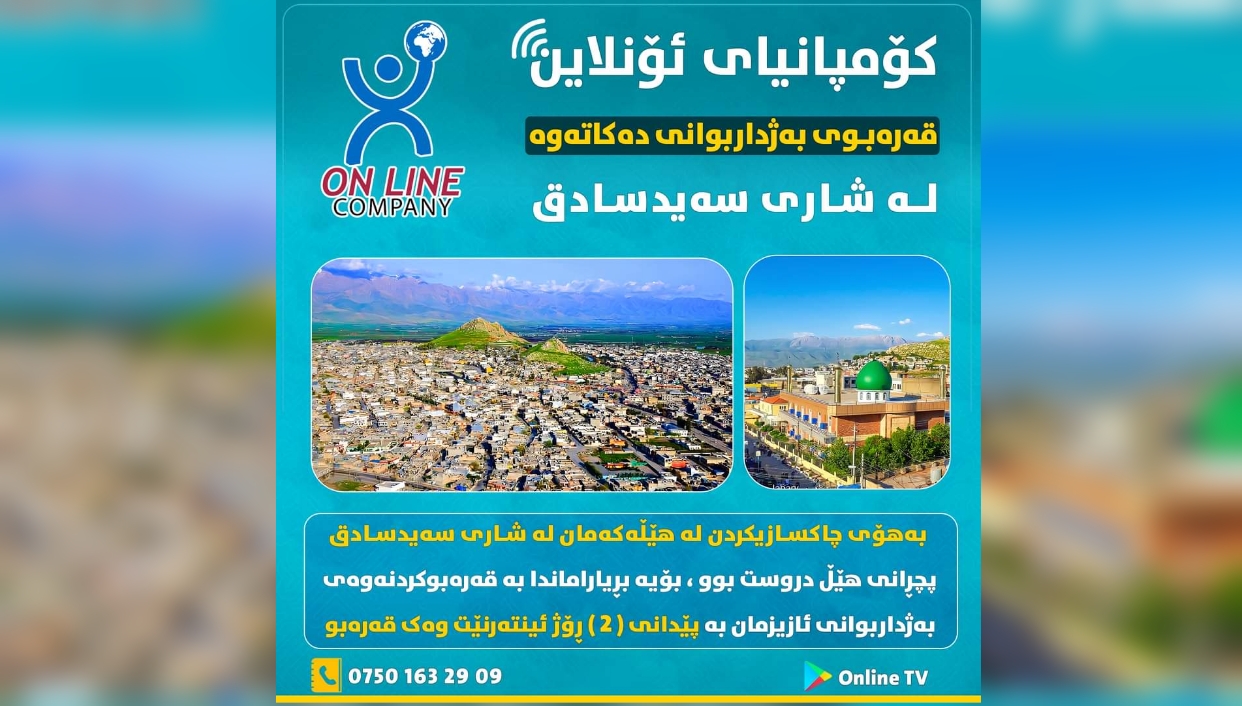 کۆمپانیای ئۆنلاین
قەرەبوی بەژداربوانی دەکاتەوە
لە شاری سەیدسادق
ON LINE
COMPANY
بەهۆی چاکسازیکردن لە هێڵەکەمان لە شاری سەیدسادق
پچڕانی هێڵ دروست بوو ، بۆیە بڕیاراماندا بە قەرەبوکردنەوەی
بەژداربوانی ئازیزمان بە پێدانی ( 2 ) ڕۆژ ئینتەرنێت وەک قەرەبو
0750 163 29 09
Online TV